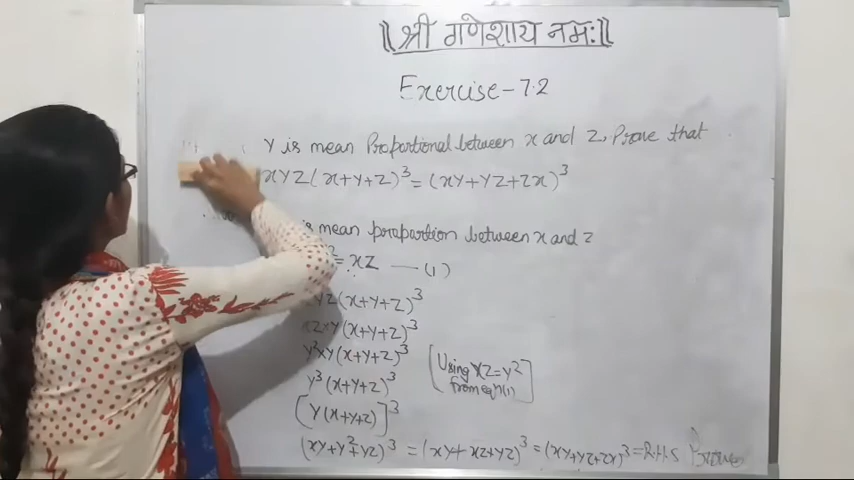 ॥ श्री गणेशाय नमः॥
Exercise-7.2
Y is mean Proportional between x and Z, Prove that
xYZ(x+Y+Z)³=(xY+YZ+Zx)³
is mean proportion between x and Z
²= xZ —(1)
YZ(x+Y+Z)³
xZxY(x+Y+Z)³
Y²xY(x+Y+Z)³
[Using xZ=Y²
from eqn(1)]
Y³(x+Y+Z)³
[Y(x+Y+Z)]³
(xY+Y²+YZ)³ =(xY+xZ+YZ)³=(xY+YZ+Zx)³=R.H.S